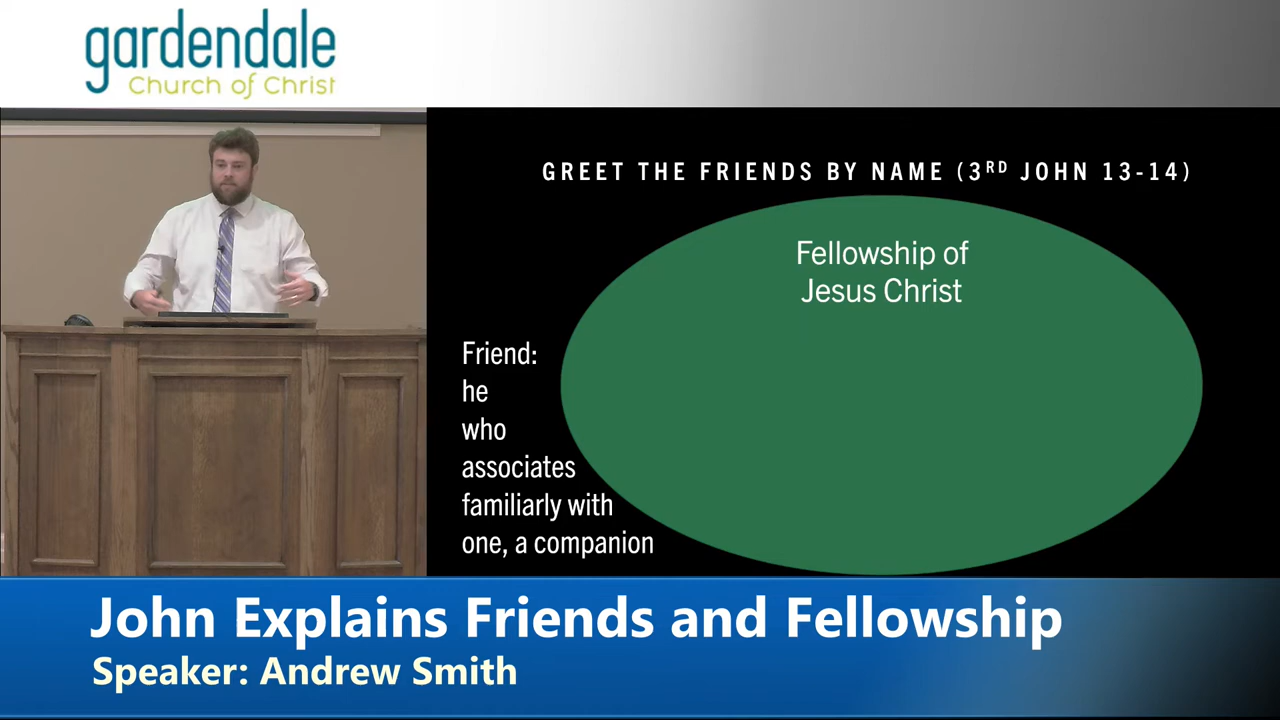 gardendale
Church of Christ
GREET THE FRIENDS BY NAME (3RD JOHN 13-14)
Fellowship of
Jesus Christ
Friend:
he
who
associates
familiarly with
one, a companion
John Explains Friends and Fellowship
Speaker: Andrew Smith